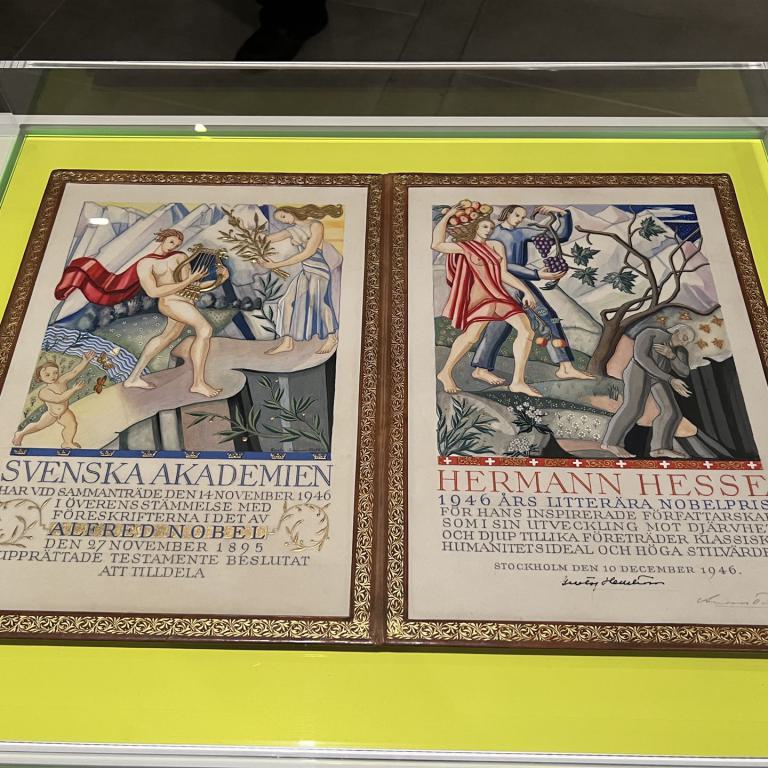 SVENSKA AKADEMIEN
HAR VID SAMMANTRÄDE DEN 14 NOVEMBER 1946
I ÖVERENSSTÄMMELSE MED
FÖRESKRIFTERNA I DET AV
ALFRED NOBEL
DEN 27 NOVEMBER 1895
UPPRÄTTADE TESTAMENTE BESLUTAT
ATT TILLDELA
HERMANN HESSE
1946 ÅRS LITTERÄRA NOBELPRIS
FÖR HANS INSPIRERADE FÖRFATTARSKAP
SOM I SIN UTVECKLING MOT DJÄRVHET
OCH DJUP TILLIKA FÖRETRÄDER KLASSISK
HUMANITETSIDEAL OCH HÖGA STILVÄRDE
STOCKHOLM DEN 10 DECEMBER 1946.